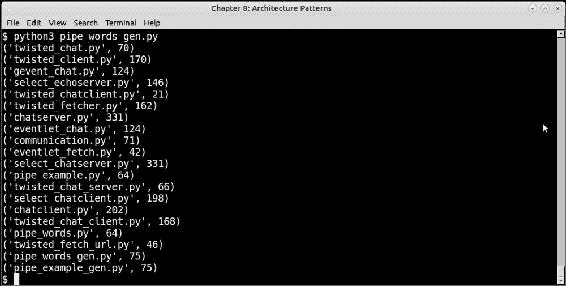 Chapter 8: Architecture Patterns
File Edit View Search Terminal Help
$ python3 pipe_words_gen.py
('twisted_chat.py', 70)
('twisted_client.py', 170)
('gevent_chat.py', 124)
('select_echoserver.py', 146)
('twisted_chatclient.py', 21)
('twisted_fetcher.py', 162)
('chatserver.py', 331)
('eventlet_chat.py', 124)
('communication.py', 71)
('eventlet_fetch.py', 42)
('select_chatserver.py', 331)
('pipe_example.py', 64)
('twisted_chat_server.py', 66)
('select_chatclient.py', 198)
('chatclient.py', 202)
('twisted_chat_client.py', 168)
('pipe_words.py', 64)
('twisted_fetch_url.py', 46)
('pipe_words_gen.py', 75)
('pipe_example_gen.py', 75)
$